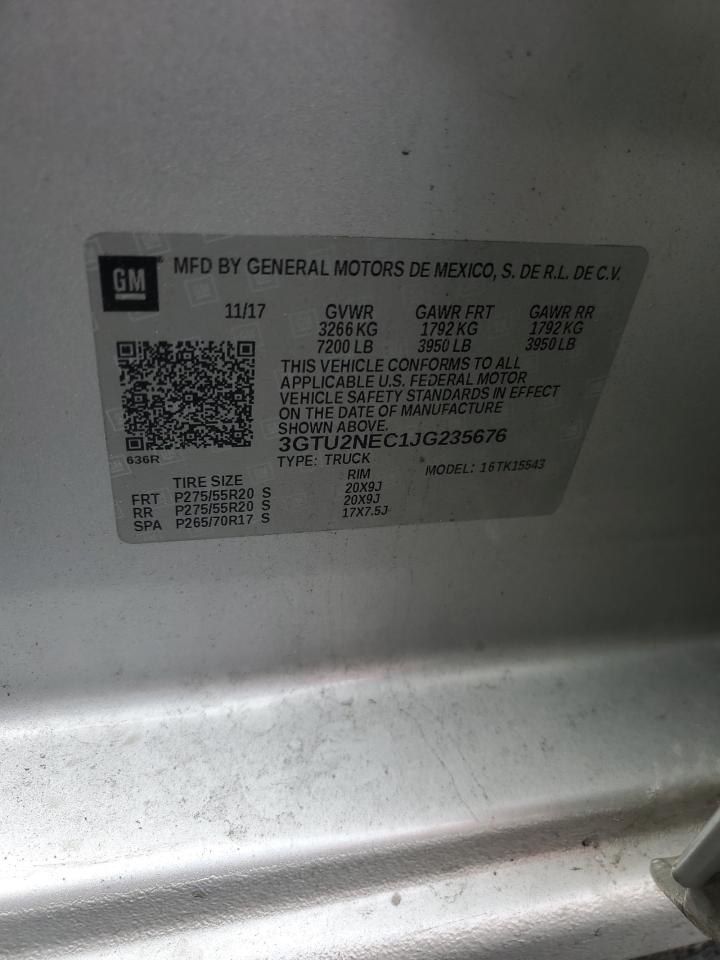 GM ® MFD BY GENERAL MOTORS DE MEXICO, S. DE R.L. DE C.V.
11/17 GVWR GAWR FRT GAWR RR
3266 KG 1792 KG 1792 KG
7200 LB 3950 LB 3950 LB
THIS VEHICLE CONFORMS TO ALL
APPLICABLE U.S. FEDERAL MOTOR
VEHICLE SAFETY STANDARDS IN EFFECT
ON THE DATE OF MANUFACTURE
SHOWN ABOVE.
3GTU2NEC1JG235676
636R TYPE: TRUCK MODEL: 16TK15543
TIRE SIZE RIM
FRT P275/55R20 S 20X9J
RR P275/55R20 S 20X9J
SPA P265/70R17 S 17X7.5J